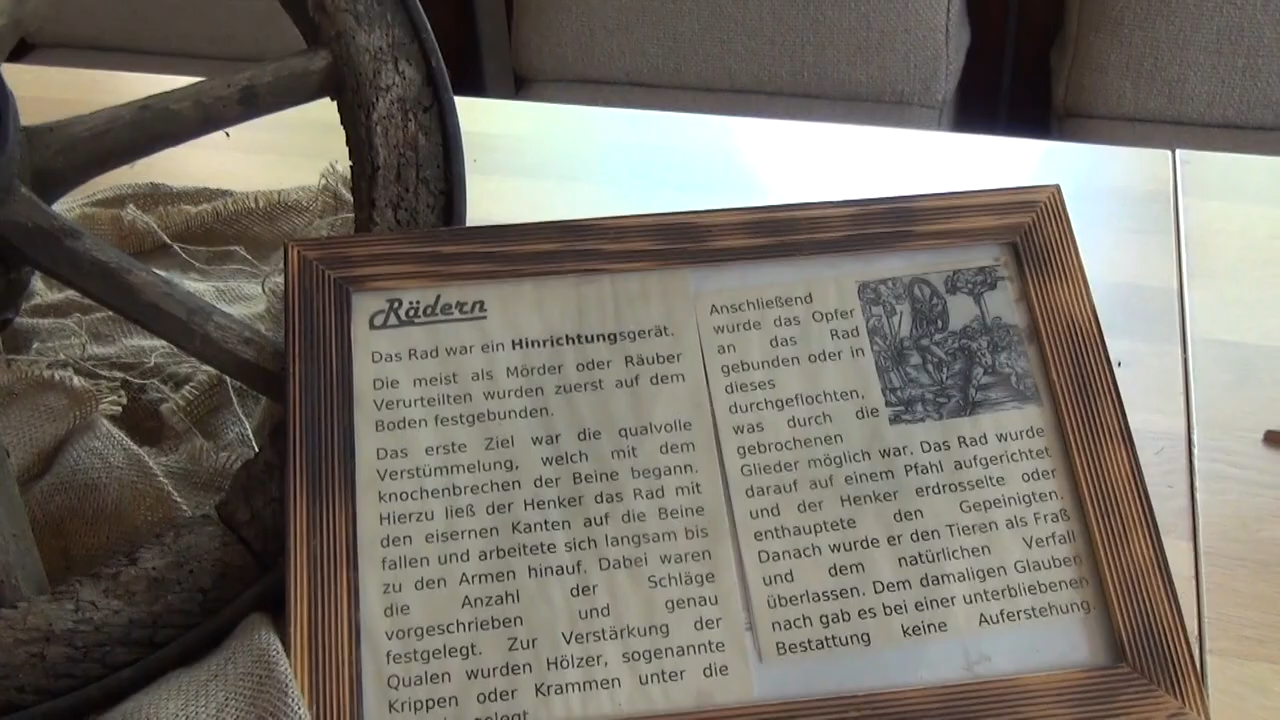 Rädern
Das Rad war ein Hinrichtungsgerät.
Die meist als Mörder oder Räuber
Verurteilten wurden zuerst auf dem
Boden festgebunden.
Das erste Ziel war die qualvolle
Verstümmelung, welch mit dem
knochenbrechen der Beine begann.
Hierzu ließ der Henker das Rad mit
den eisernen Kanten auf die Beine
fallen und arbeitete sich langsam bis
zu den Armen hinauf. Dabei waren
die Anzahl der Schläge
vorgeschrieben und genau
festgelegt. Zur Verstärkung der
Qualen wurden Hölzer, sogenannte
Krippen oder Krammen unter die
Anschließend
wurde das Opfer
an das Rad
gebunden oder in
dieses
durchgeflochten,
was durch die
gebrochenen
Glieder möglich war. Das Rad wurde
darauf auf einem Pfahl aufgerichtet
und der Henker erdrosselte oder
enthauptete den Gepeinigten.
Danach wurde er den Tieren als Fraß
und dem natürlichen Verfall
überlassen. Dem damaligen Glauben
nach gab es bei einer unterbliebenen
Bestattung keine Auferstehung.